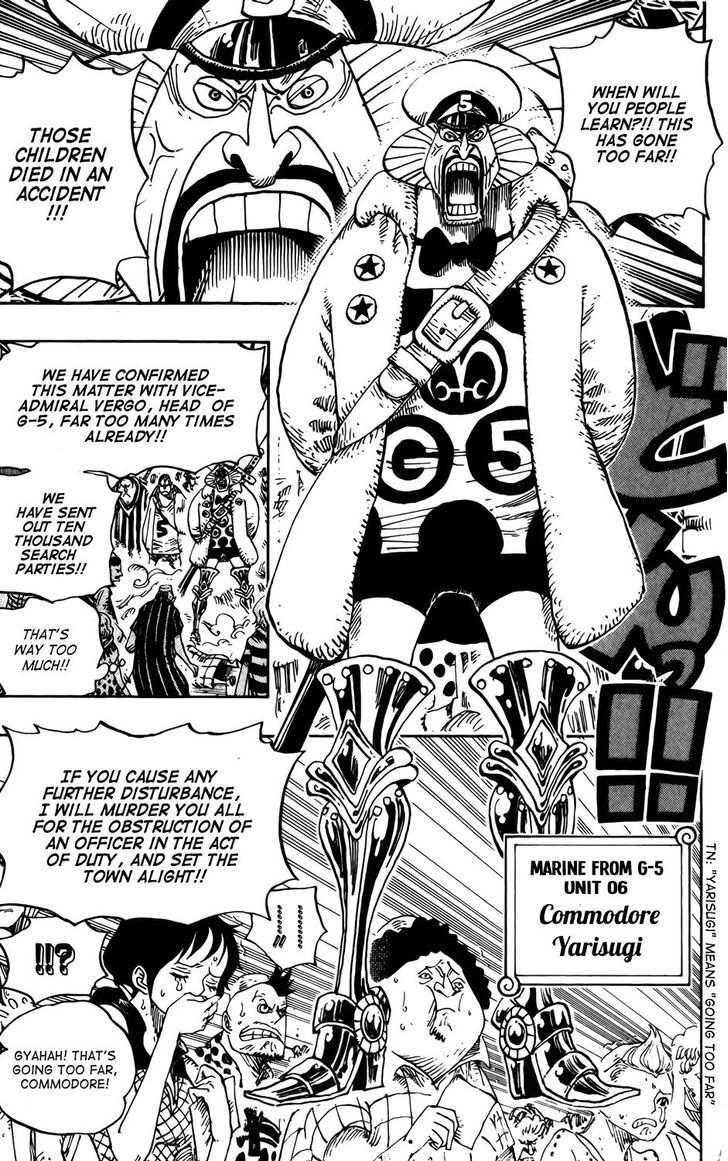 WHEN WILL
YOU PEOPLE
LEARN?!! THIS
HAS GONE
TOO FAR!!
5
5
THOSE
CHILDREN
DIED IN AN
ACCIDENT
!!!
G5
WE HAVE CONFIRMED
THIS MATTER WITH VICE-
ADMIRAL VERGO, HEAD OF
G-5, FAR TOO MANY TIMES
ALREADY!!
WE
HAVE SENT
OUT TEN
THOUSAND
SEARCH
PARTIES!!
5
THAT'S
WAY TOO
MUCH!!
IF YOU CAUSE ANY
FURTHER DISTURBANCE,
I WILL MURDER YOU ALL
FOR THE OBSTRUCTION OF
AN OFFICER IN THE ACT
OF DUTY, AND SET THE
TOWN ALIGHT!!
MARINE FROM G-5
UNIT 06
Commodore
Yarisugi
TN: "YARISUGI" MEANS "GOING TOO FAR"
!!?
GYAHAH! THAT'S
GOING TOO FAR,
COMMODORE!